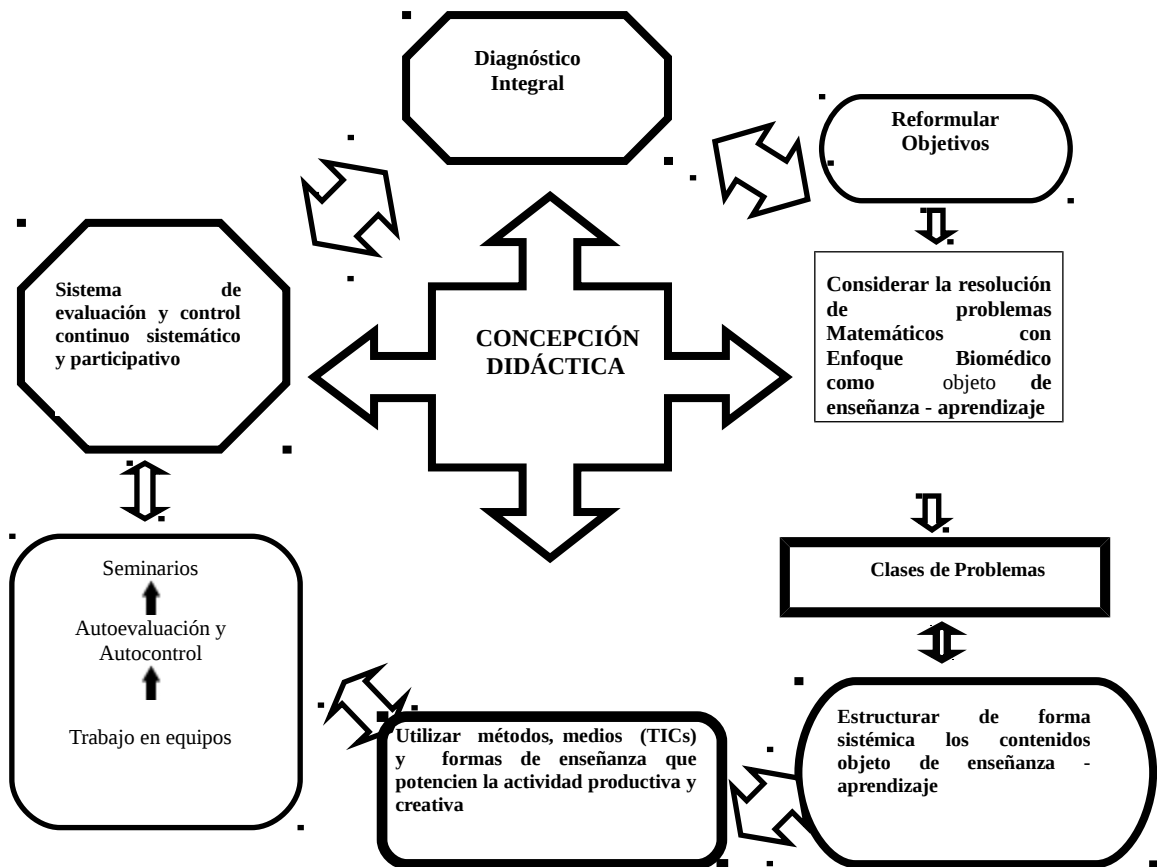 Diagnóstico
Integral
Reformular
Objetivos
Considerar la resolución
de problemas
Matemáticos con
Enfoque Biomédico
como objeto de
enseñanza - aprendizaje
CONCEPCIÓN
DIDÁCTICA
Sistema de
evaluación y control
continuo sistemático
y participativo
Clases de Problemas
Seminarios
Autoevaluación y
Autocontrol
Trabajo en equipos
Utilizar métodos, medios (TICs)
y formas de enseñanza que
potencien la actividad productiva y
creativa
Estructurar de forma
sistémica los contenidos
objeto de enseñanza -
aprendizaje